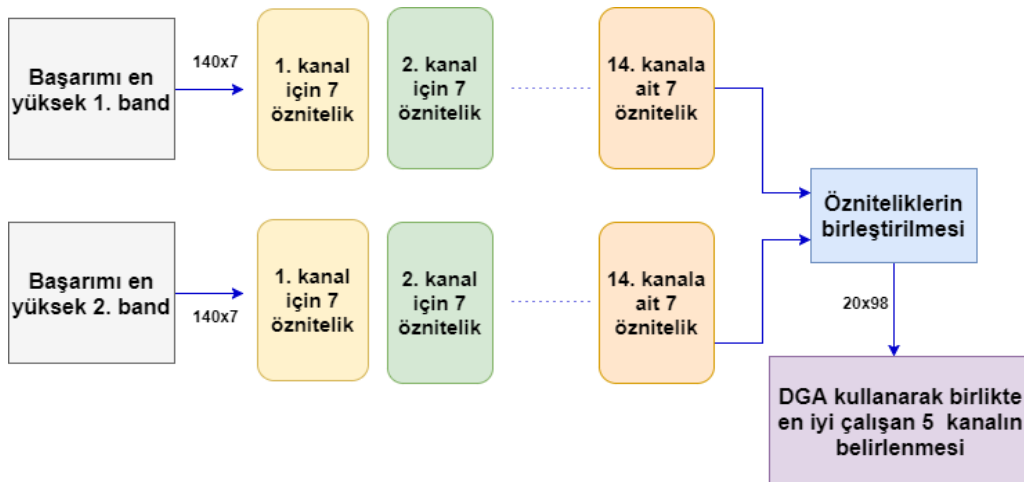 Başarımı en
yüksek 1. band
140x7
1. kanal
için 7
öznitelik
2. kanal
için 7
öznitelik
14. kanala
ait 7
öznitelik
Özniteliklerin
birleştirilmesi
Başarımı en
yüksek 2. band
140x7
1. kanal
için 7
öznitelik
2. kanal
için 7
öznitelik
14. kanala
ait 7
öznitelik
20x98
DGA kullanarak birlikte
en iyi çalışan 5 kanalın
belirlenmesi